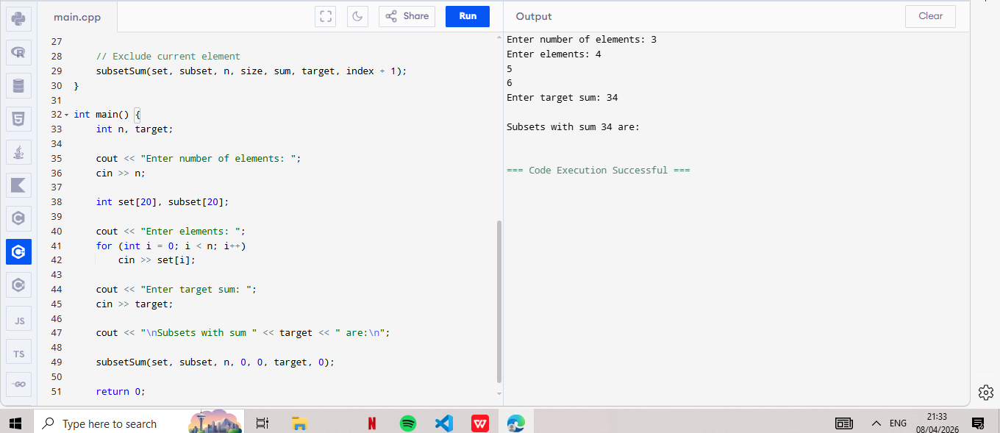 main.cpp
Share
Run
Output
Clear
27
28 // Exclude current element
29 subsetSum(set, subset, n, size, sum, target, index + 1);
30 }
31
32 int main() {
33 int n, target;
34
35 cout << "Enter number of elements: ";
36 cin >> n;
37
38 int set[20], subset[20];
39
40 cout << "Enter elements: ";
41 for (int i = 0; i < n; i++)
42 cin >> set[i];
43
44 cout << "Enter target sum: ";
45 cin >> target;
46
47 cout << "\nSubsets with sum " << target << " are:\n";
48
49 subsetSum(set, subset, n, 0, 0, target, 0);
50
51 return 0;
Enter number of elements: 3
Enter elements: 4
5
6
Enter target sum: 34
Subsets with sum 34 are:
=== Code Execution Successful ===
R
5
C
C
C
JS
TS
GO
Type here to search
N
W
ENG
21:33
08/04/2026